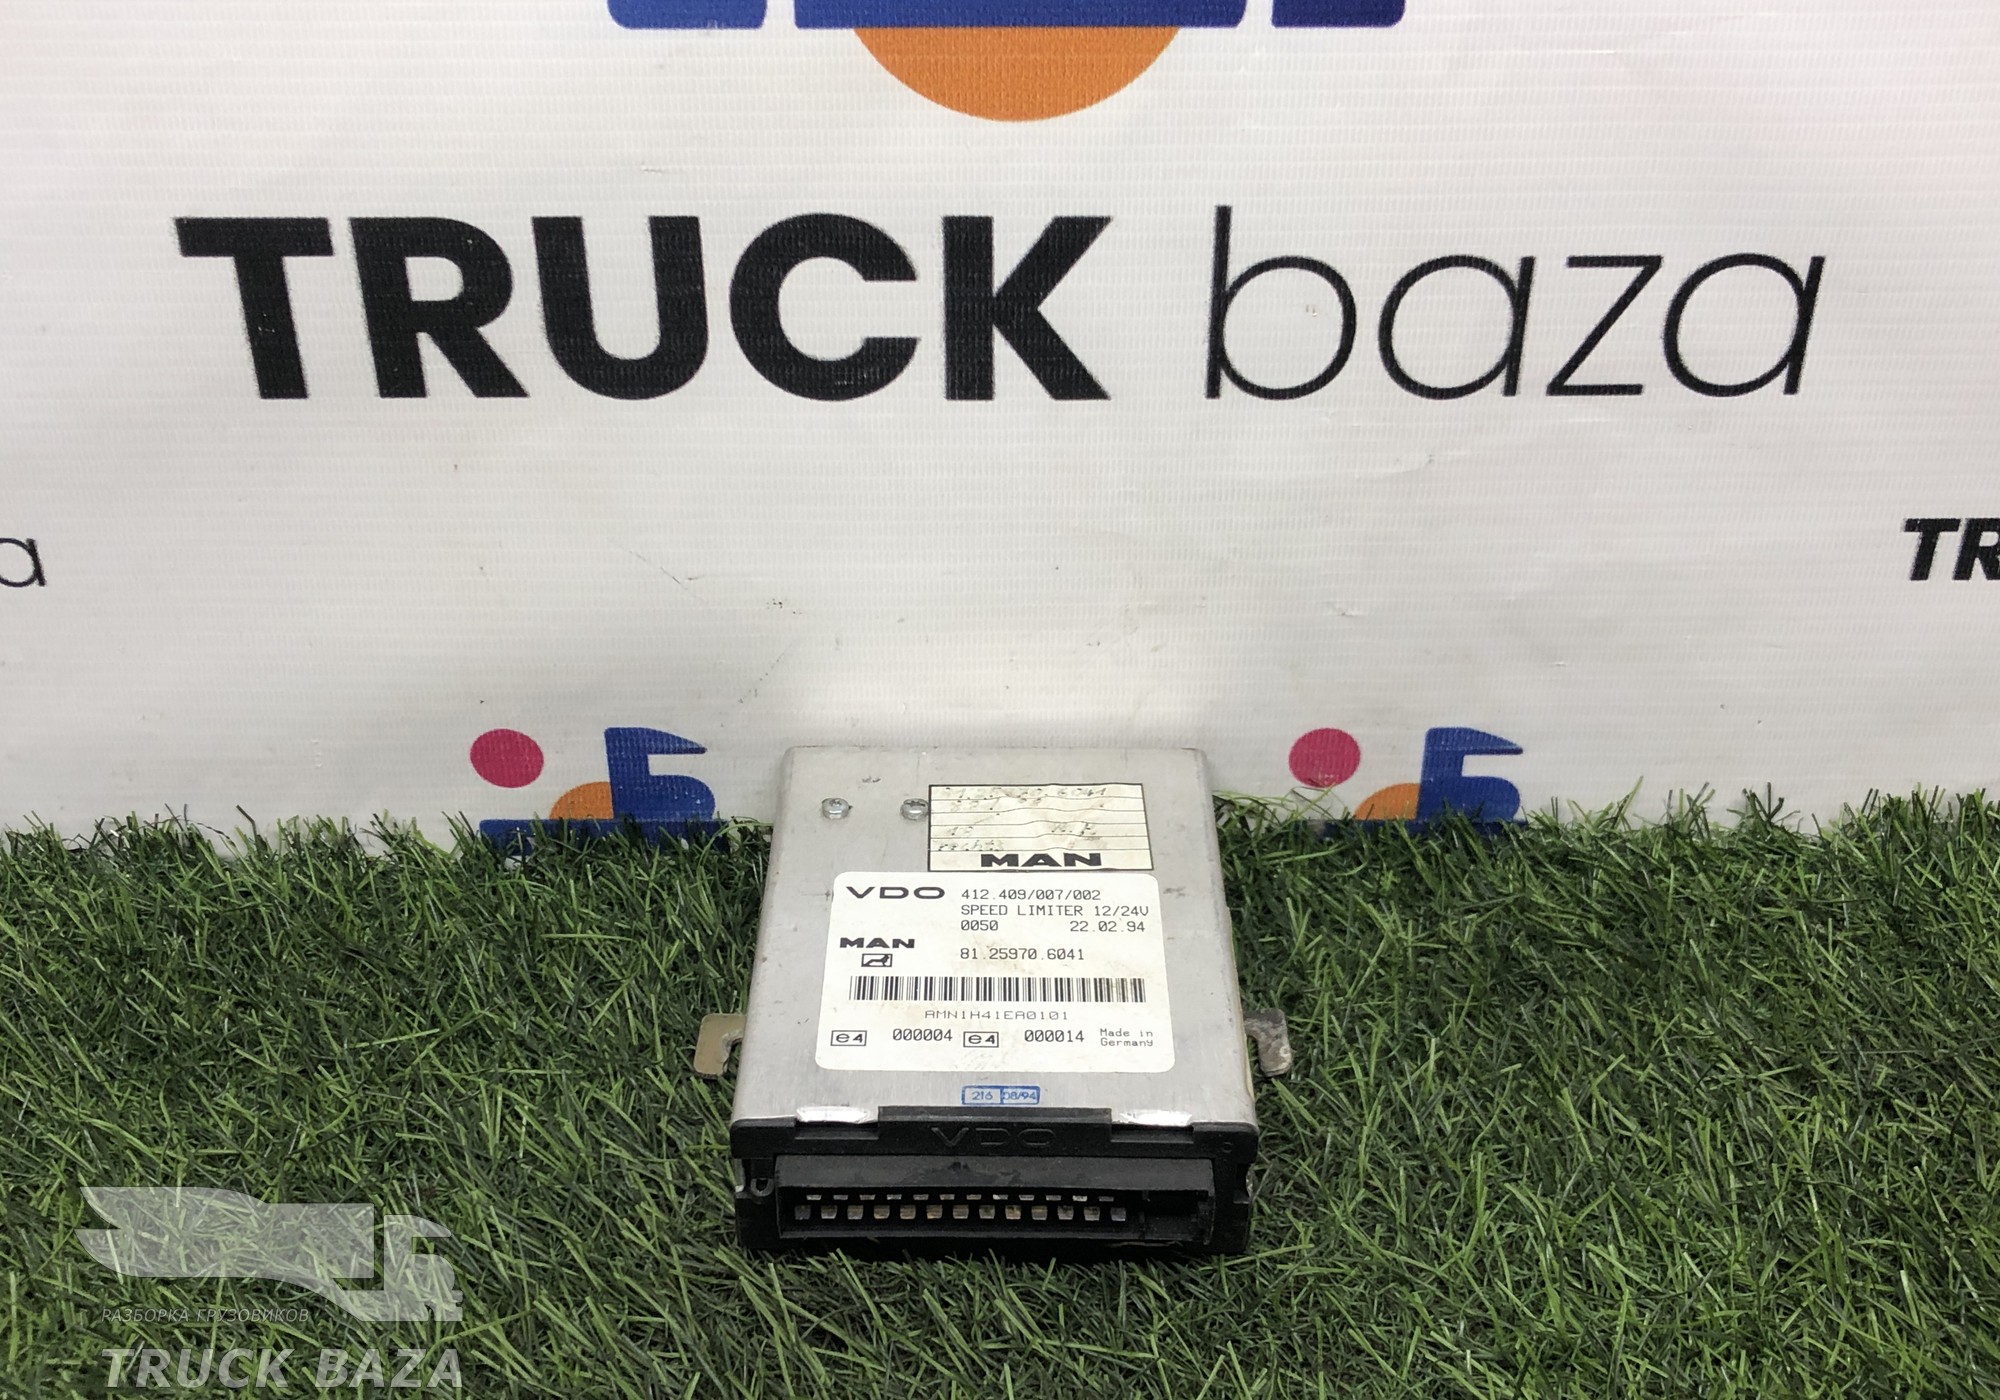 TRUCK baza
a
TR
MAN
VDO 412.409/007/002
SPEED LIMITER 12/24V
0050 22.02.94
MAN 81.25970.6041
AMN1H41EA0101
e4 000004 e4 000014 Made in
Germany
216 08/94
VDO
РАЗБОРКА ГРУЗОВИКОВ
TRUCK BAZA